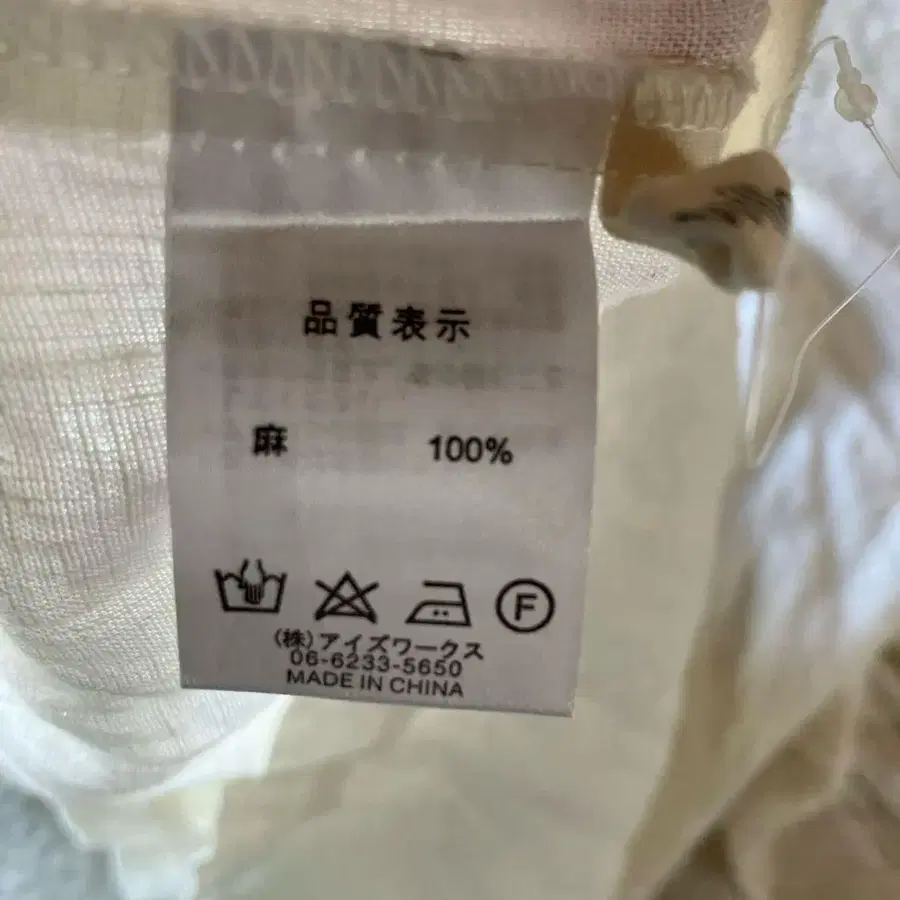 品質表示
麻 100%
F
(株)アイズワークス
06-6233-5650
MADE IN CHINA